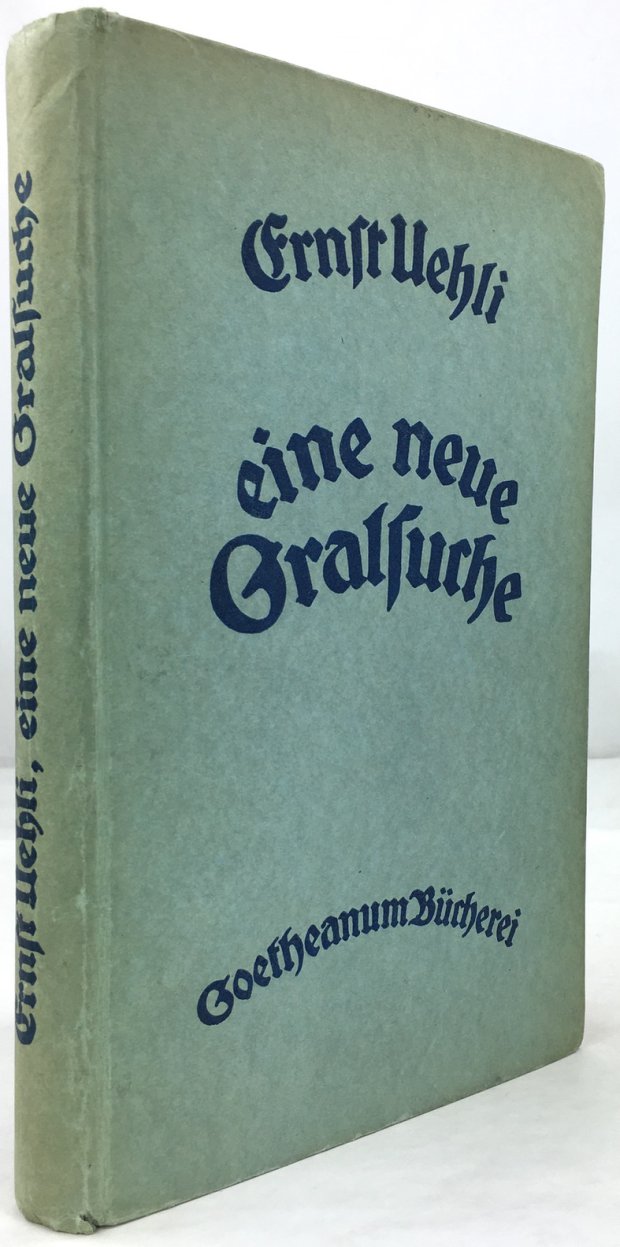 Ernst Uehli, eine neue Gralsuche
Ernst Uehli
eine neue
Gralsuche
Goetheanum Bücherei